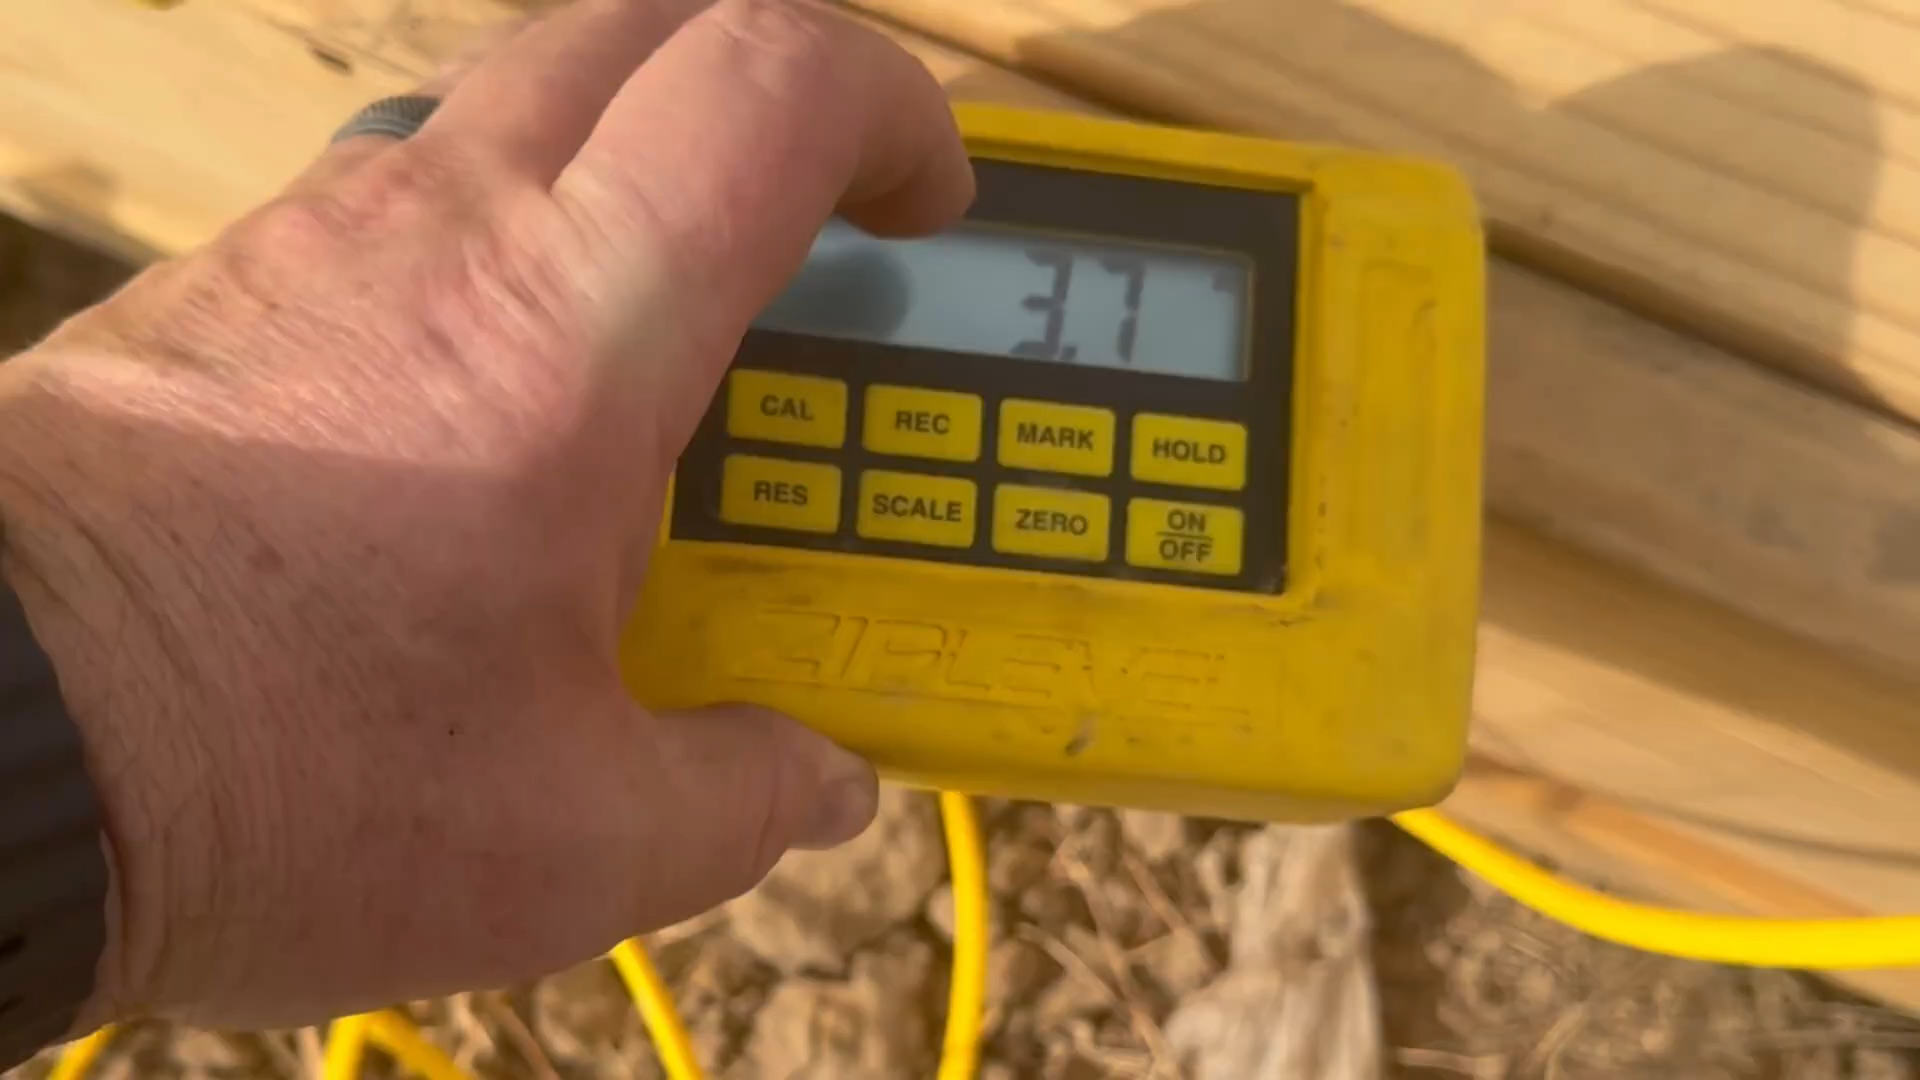 3.7 "
CAL REC MARK HOLD
RES SCALE ZERO ON
OFF
ZIPLEVEL